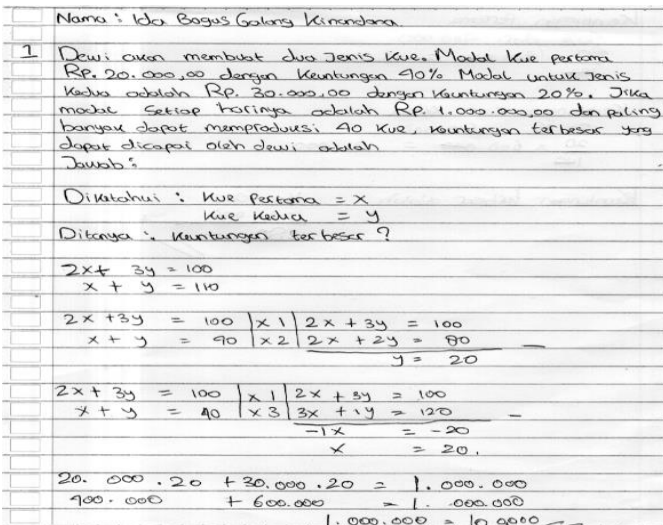 Nama : Ida Bagus Galang Kinandana
1 Dewi akan membuat dua Jenis Kue. Modal Kue pertama
Rp. 20.000,00 dengan Keuntungan 40% Modal untuk Jenis
Kedua adalah Rp. 30.000,00 dengan Keuntungan 20%. Jika
modal Setiap harinya adalah Rp. 1.000.000,00 dan paling
banyak dapat memproduksi 40 Kue, keuntungan terbesar yang
dapat dicapai oleh dewi adalah
Jawab :
Diketahui : Kue Pertama = x
Kue Kedua = y
Ditanya : keuntungan terbesar ?
2x + 3y = 100
x + y = 110
2x + 3y = 100 | x 1 | 2x + 3y = 100
x + y = 40 | x 2 | 2x + 2y = 80 _
y = 20
2x + 3y = 100 | x 1 | 2x + 3y = 100
x + y = 40 | x 3 | 3x + 1y = 120 _
-1x = -20
x = 20.
20.000.20 + 30.000.20 = 1.000.000
400.000 + 600.000 = 1.000.000
1.000.000 =